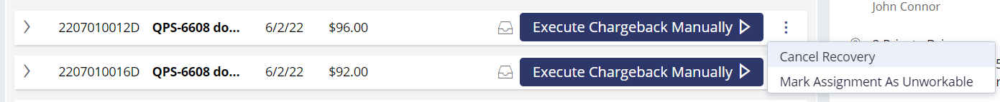 John Connor
2207010012D QPS-6608 do... 6/2/22 $96.00 Execute Chargeback Manually
Cancel Recovery
2207010016D QPS-6608 do... 6/2/22 $92.00 Execute Chargeback Manually
Mark Assignment As Unworkable